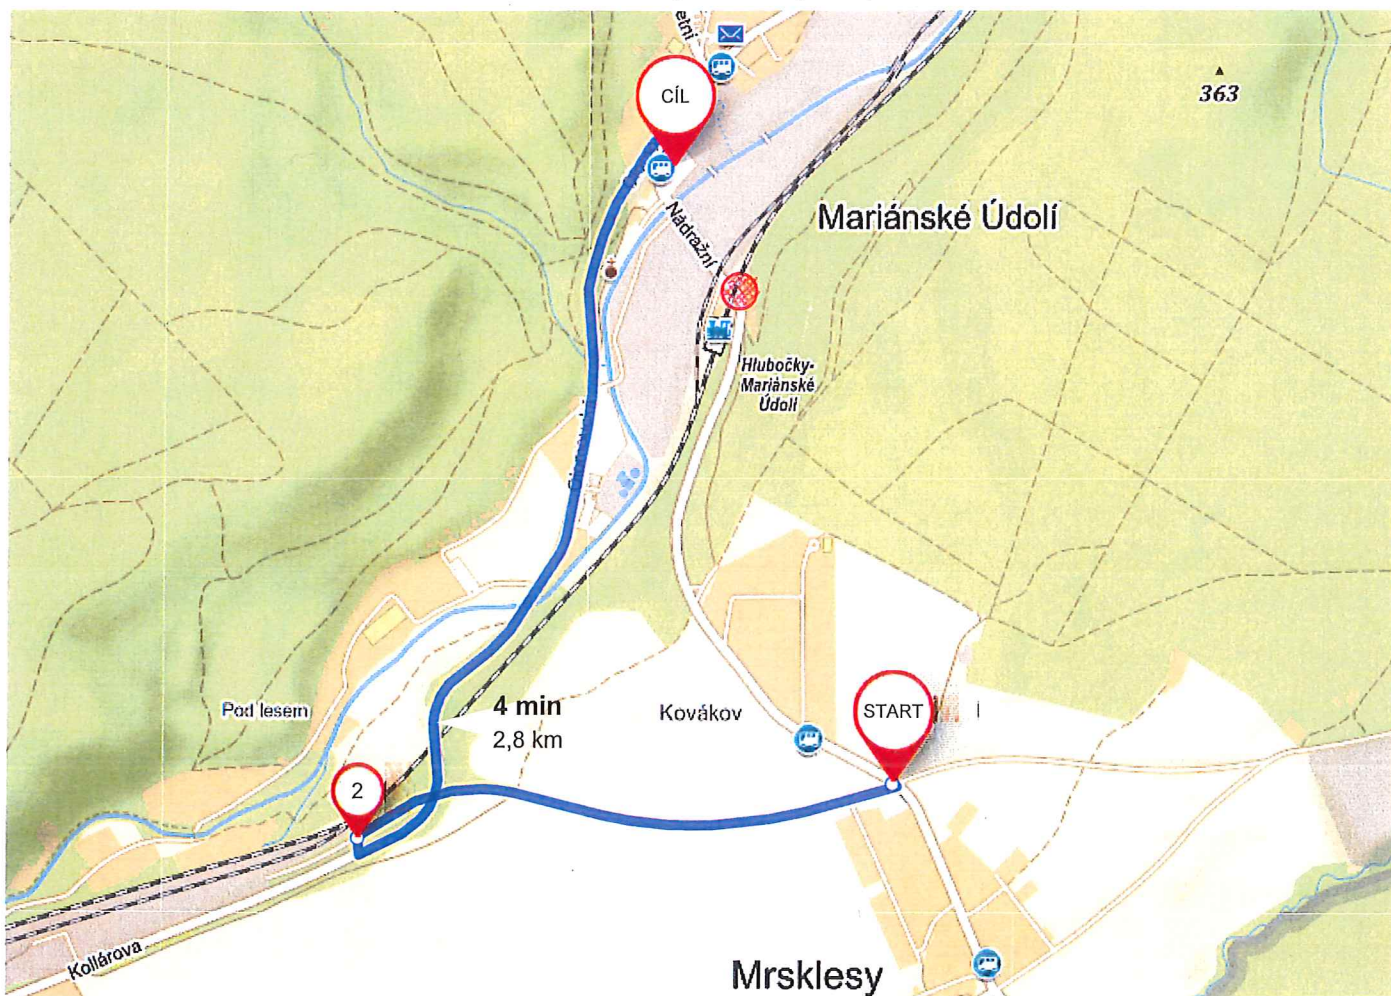 etní
363
CÍL
Mariánské Údolí
Nádražní
Hlubočky-
Mariánské
Údolí
4 min
2,8 km
Pod lesem
Kovákov
START
2
Kollárova
Mrsklesy